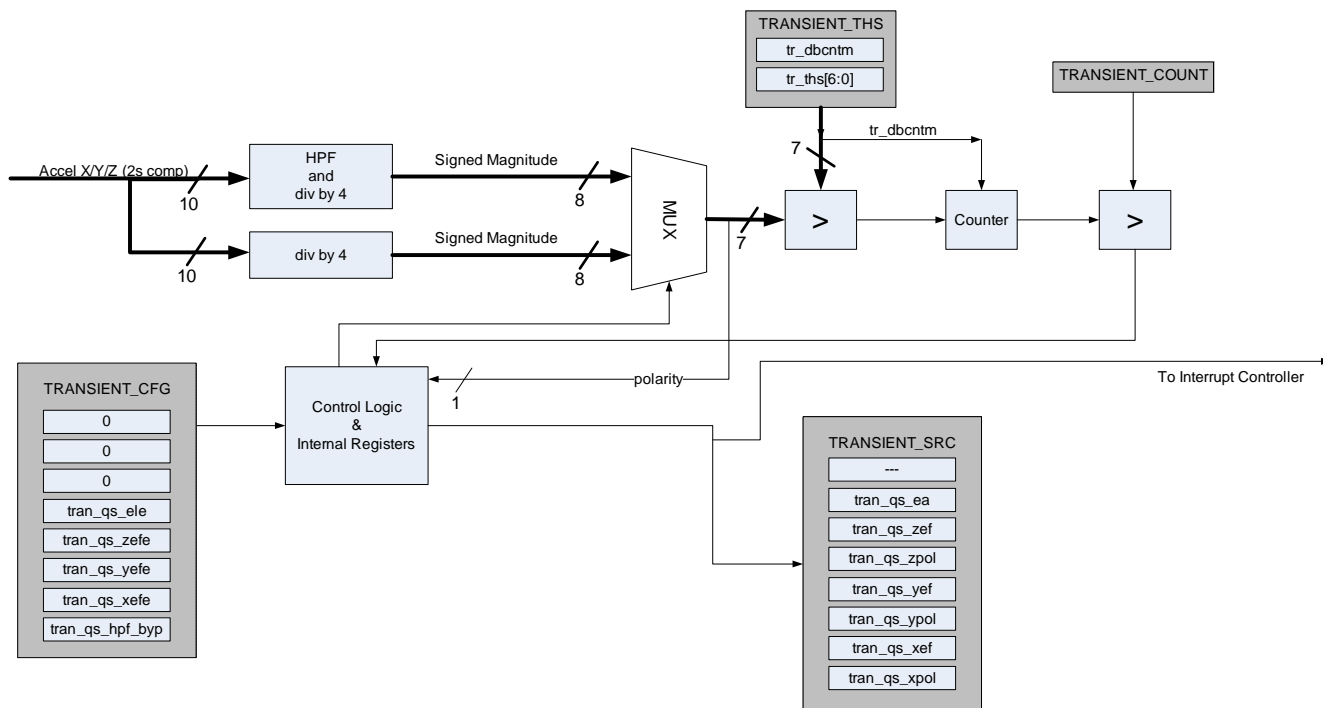 TRANSIENT_THS
tr_dbcntm
tr_ths[6:0]
TRANSIENT_COUNT
7
tr_dbcntm
Accel X/Y/Z (2s comp)
10
HPF
and
div by 4
Signed Magnitude
8
10
div by 4
Signed Magnitude
8
MUX
7
>
Counter
>
TRANSIENT_CFG
0
0
0
tran_qs_ele
tran_qs_zefe
tran_qs_yefe
tran_qs_xefe
tran_qs_hpf_byp
Control Logic
&
Internal Registers
1
polarity
To Interrupt Controller
TRANSIENT_SRC
---
tran_qs_ea
tran_qs_zef
tran_qs_zpol
tran_qs_yef
tran_qs_ypol
tran_qs_xef
tran_qs_xpol